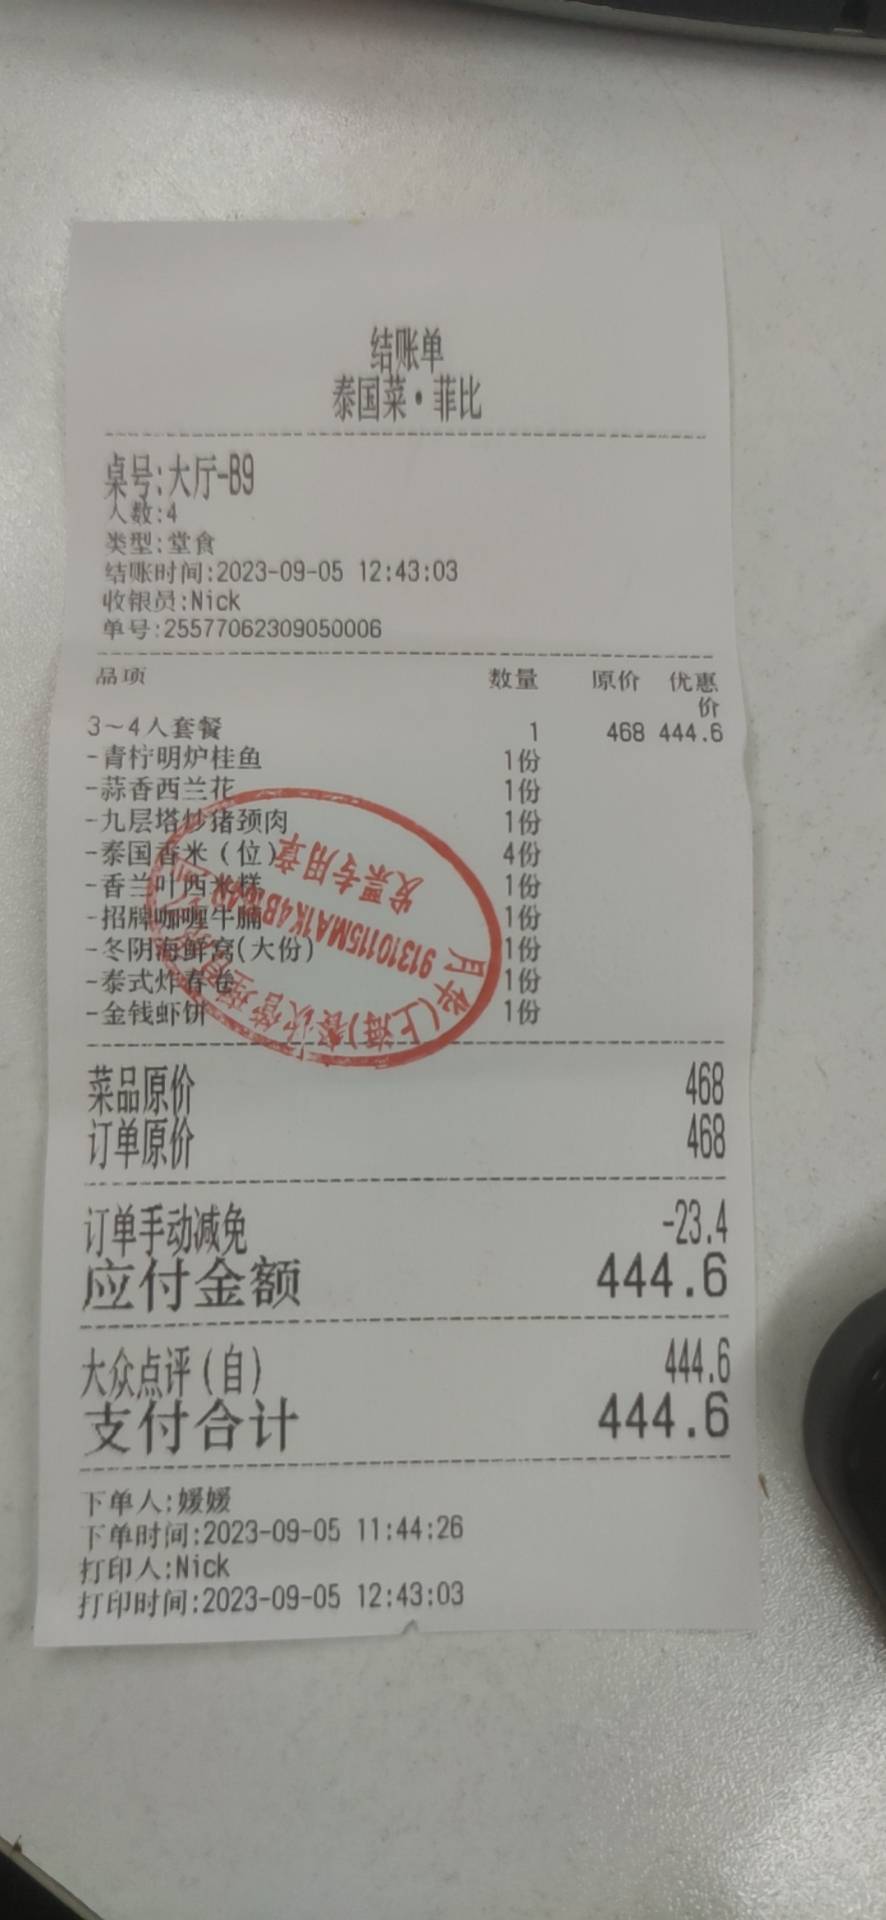 结账单
泰国菜·菲比
桌号:大厅-B9
人数:4
类型:堂食
结账时间:2023-09-05 12:43:03
收银员:Nick
单号:25577062309050006
品项 数量 原价 优惠价
3~4人套餐 1 468 444.6
-青柠明炉桂鱼 1份
-蒜香西兰花 1份
-九层塔炒猪颈肉 1份
-泰国香米(位) 4份
-香兰叶西米糕 1份
-招牌咖喱牛腩 1份
-冬阴海鲜窝(大份) 1份
-泰式炸春卷 1份
-金钱虾饼 1份
菜品原价 468
订单原价 468
订单手动减免 -23.4
应付金额 444.6
大众点评(自) 444.6
支付合计 444.6
下单人:媛媛
下单时间:2023-09-05 11:44:26
打印人:Nick
打印时间:2023-09-05 12:43:03
(上海)餐饮管理
发票专用章